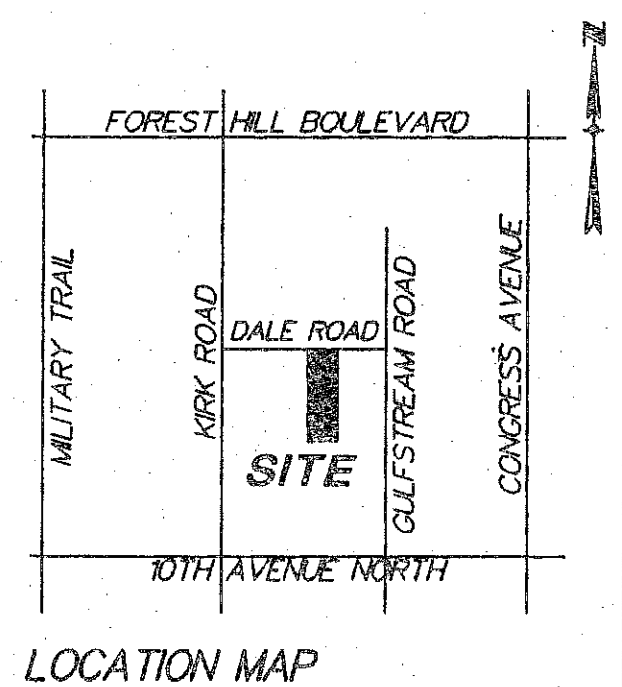 N
FOREST HILL BOULEVARD
MILITARY TRAIL
KIRK ROAD
DALE ROAD
GULFSTREAM ROAD
CONGRESS AVENUE
SITE
10TH AVENUE NORTH
LOCATION MAP